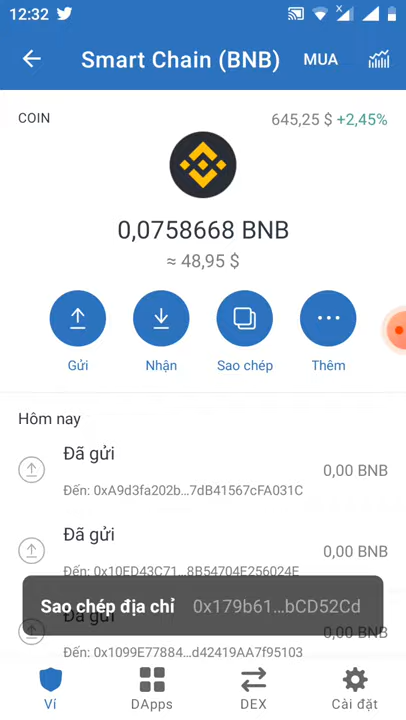 12:32
Smart Chain (BNB)
MUA
COIN
645,25 $ +2,45%
0,0758668 BNB
≈ 48,95 $
Gửi
Nhận
Sao chép
Thêm
Hôm nay
Đã gửi
0,00 BNB
Đến: 0xA9d3fa202b...7dB41567cFA031C
Đã gửi
0,00 BNB
Đến: 0x10ED43C71...8B54704E256024E
Sao chép địa chỉ 0x179b61...bCD52Cd
Đã gửi
0,00 BNB
Đến: 0x1099E77884...d42419AA7f95103
Ví
DApps
DEX
Cài đặt